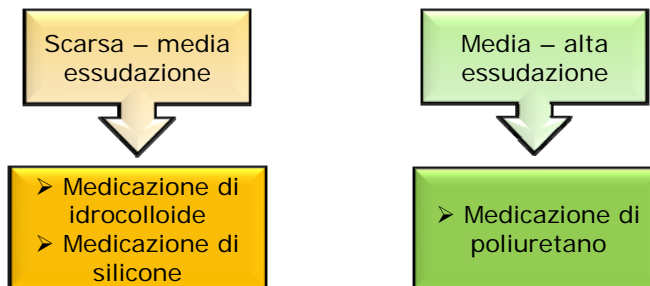 Scarsa – media
essudazione
Media – alta
essudazione
➢ Medicazione di
idrocolloide
➢ Medicazione di
silicone
➢ Medicazione di
poliuretano